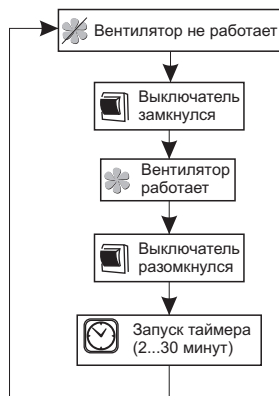 Вентилятор не работает
Выключатель
замкнулся
Вентилятор
работает
Выключатель
разомкнулся
Запуск таймера
(2...30 минут)